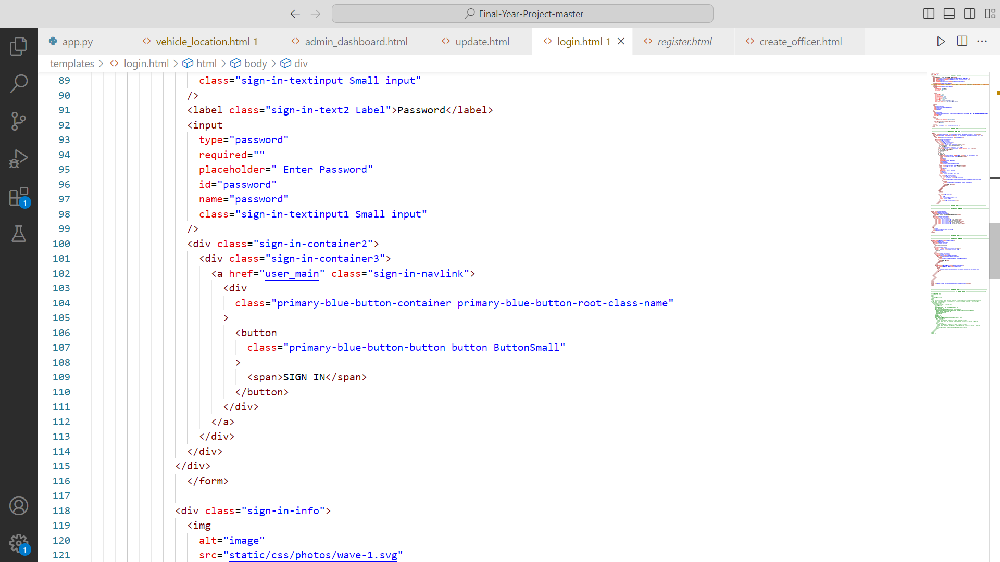 Final-Year-Project-master
app.py
vehicle_location.html 1
admin_dashboard.html
update.html
login.html 1
register.html
create_officer.html
templates > login.html > html > body > div
89 class="sign-in-textinput Small input"
90 />
91 <label class="sign-in-text2 Label">Password</label>
92 <input
93 type="password"
94 required=""
95 placeholder=" Enter Password"
96 id="password"
97 name="password"
98 class="sign-in-textinput1 Small input"
99 />
100 <div class="sign-in-container2">
101 <div class="sign-in-container3">
102 <a href="user_main" class="sign-in-navlink">
103 <div
104 class="primary-blue-button-container primary-blue-button-root-class-name"
105 >
106 <button
107 class="primary-blue-button-button button ButtonSmall"
108 >
109 <span>SIGN IN</span>
110 </button>
111 </div>
112 </a>
113 </div>
114 </div>
115 </div>
116 </form>
117
118 <div class="sign-in-info">
119 <img
120 alt="image"
121 src="static/css/photos/wave-1.svg"
1
1